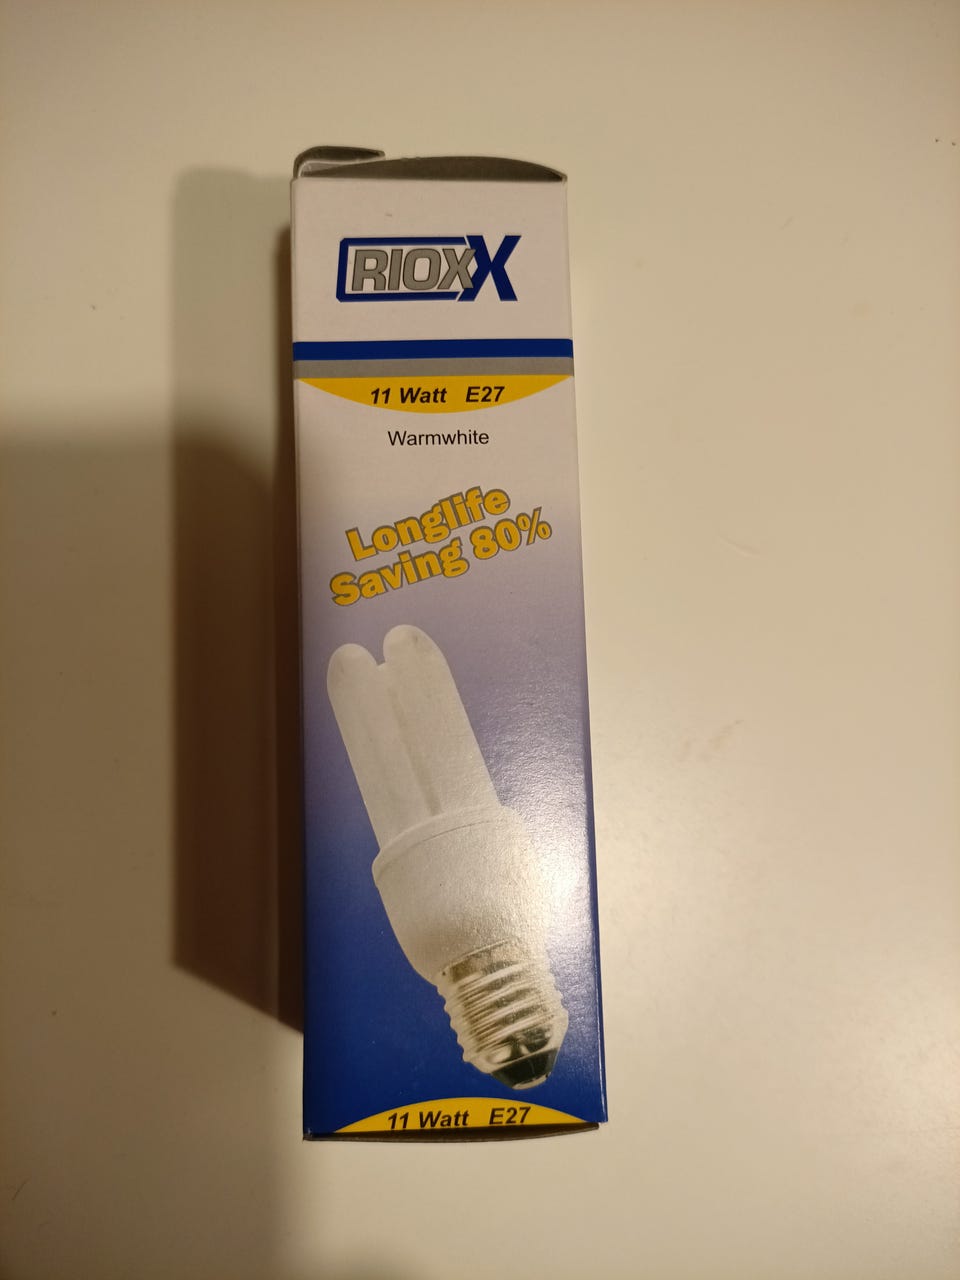 RIOXX
11 Watt E27
Warmwhite
Longlife
Saving 80%
11 Watt E27